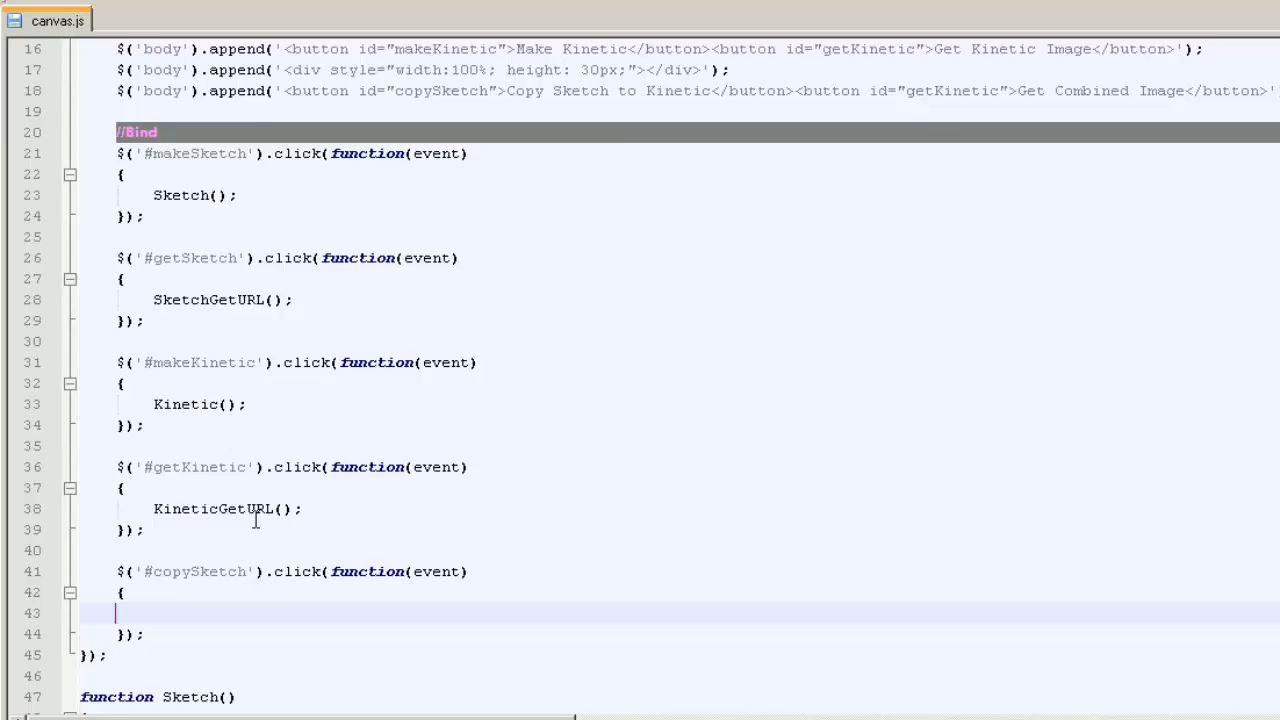 canvas.js
16 $('body').append('<button id="makeKinetic">Make Kinetic</button><button id="getKinetic">Get Kinetic Image</button>');
17 $('body').append('<div style="width:100%; height: 30px;"></div>');
18 $('body').append('<button id="copySketch">Copy Sketch to Kinetic</button><button id="getKinetic">Get Combined Image</button>'
19
20 //Bind
21 $('#makeSketch').click(function(event)
22 {
23 Sketch();
24 });
25
26 $('#getSketch').click(function(event)
27 {
28 SketchGetURL();
29 });
30
31 $('#makeKinetic').click(function(event)
32 {
33 Kinetic();
34 });
35
36 $('#getKinetic').click(function(event)
37 {
38 KineticGetURL();
39 });
40
41 $('#copySketch').click(function(event)
42 {
43
44 });
45 });
46
47 function Sketch()